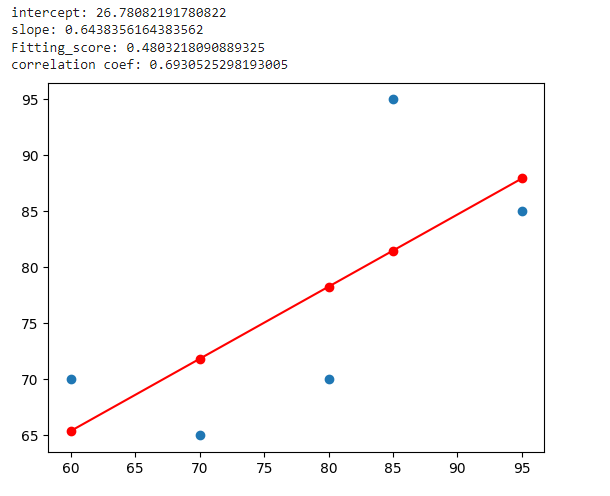 intercept: 26.78082191780822
slope: 0.6438356164383562
Fitting_score: 0.4803218090889325
correlation coef: 0.6930525298193005
95
90
85
80
75
70
65
60 65 70 75 80 85 90 95